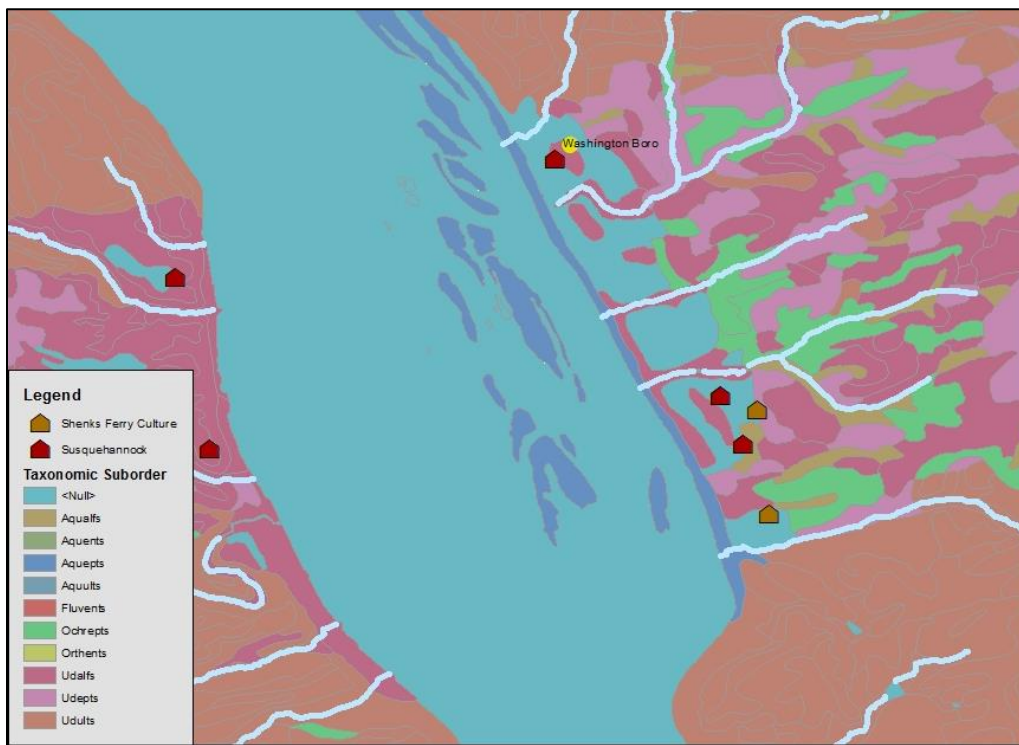 Washington Boro
Legend
Shenks Ferry Culture
Susquehannock
Taxonomic Suborder
<Null>
Aqualfs
Aquents
Aquepts
Aquults
Fluvents
Ochrepts
Orthents
Udalfs
Udepts
Udults